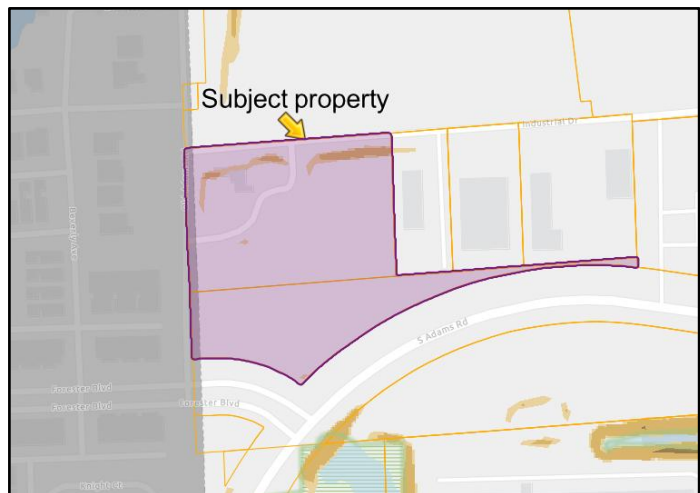 Subject property
Industrial Dr
S Adams Rd
Forester Blvd
Forester Blvd
Forester Blvd
Knight Ct